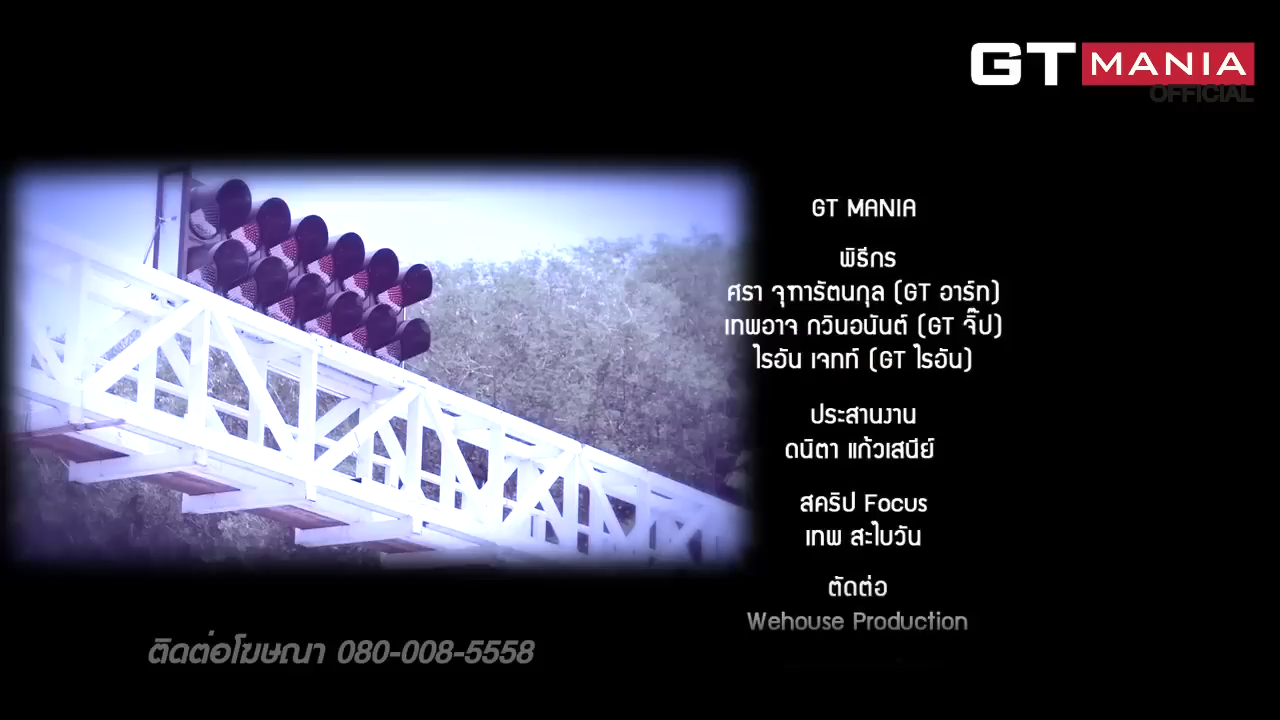 GT MANIA
OFFICIAL
GT MANIA
พิธีกร
ศรา จุฑารัตนกุล (GT อาร์ท)
เทพอาจ กวินอนันต์ (GT จิ๊ป)
ไรอัน เจทท์ (GT ไรอัน)
ประสานงาน
ดนิตา แก้วเสนีย์
สคริป Focus
เทพ สะใบวัน
ตัดต่อ
Wehouse Production
ติดต่อโฆษณา 080-008-5558